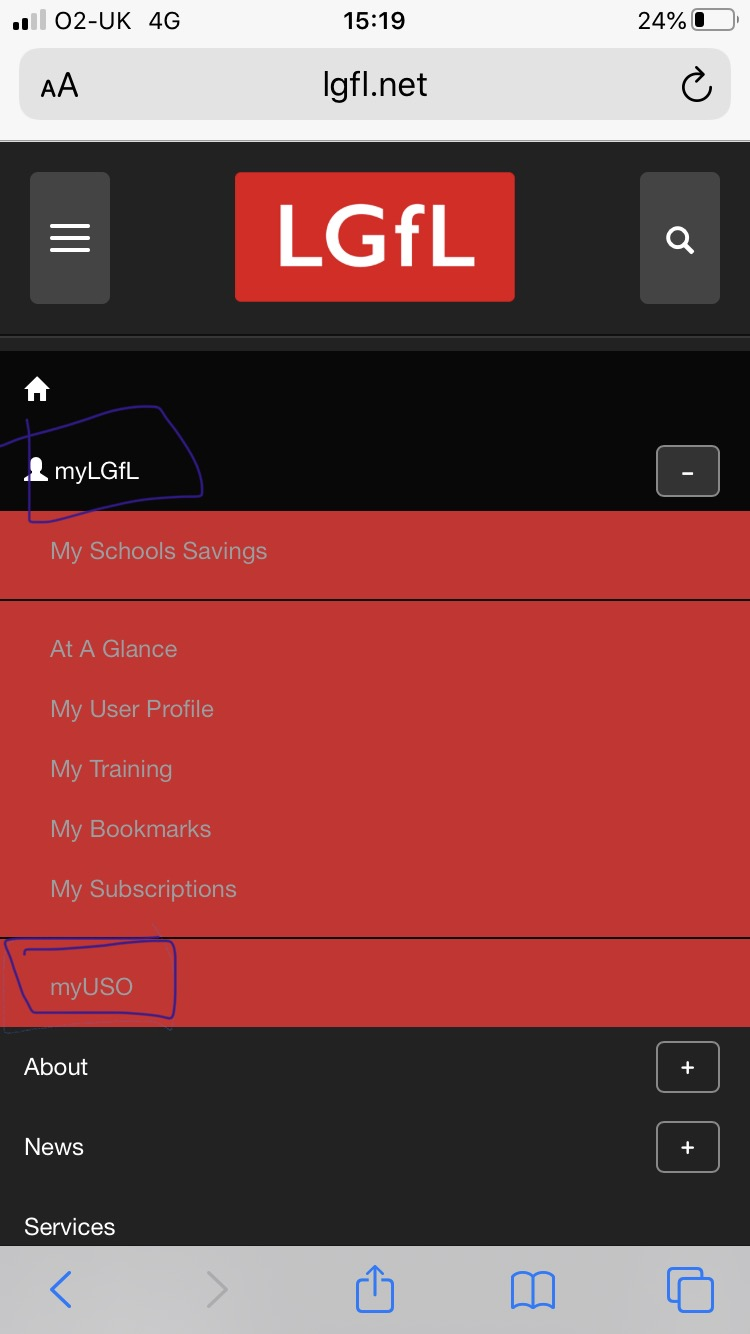 O2-UK 4G 15:19 24%
AA lgfl.net
LGfL
myLGfL -
My Schools Savings
At A Glance
My User Profile
My Training
My Bookmarks
My Subscriptions
myUSO
About +
News +
Services